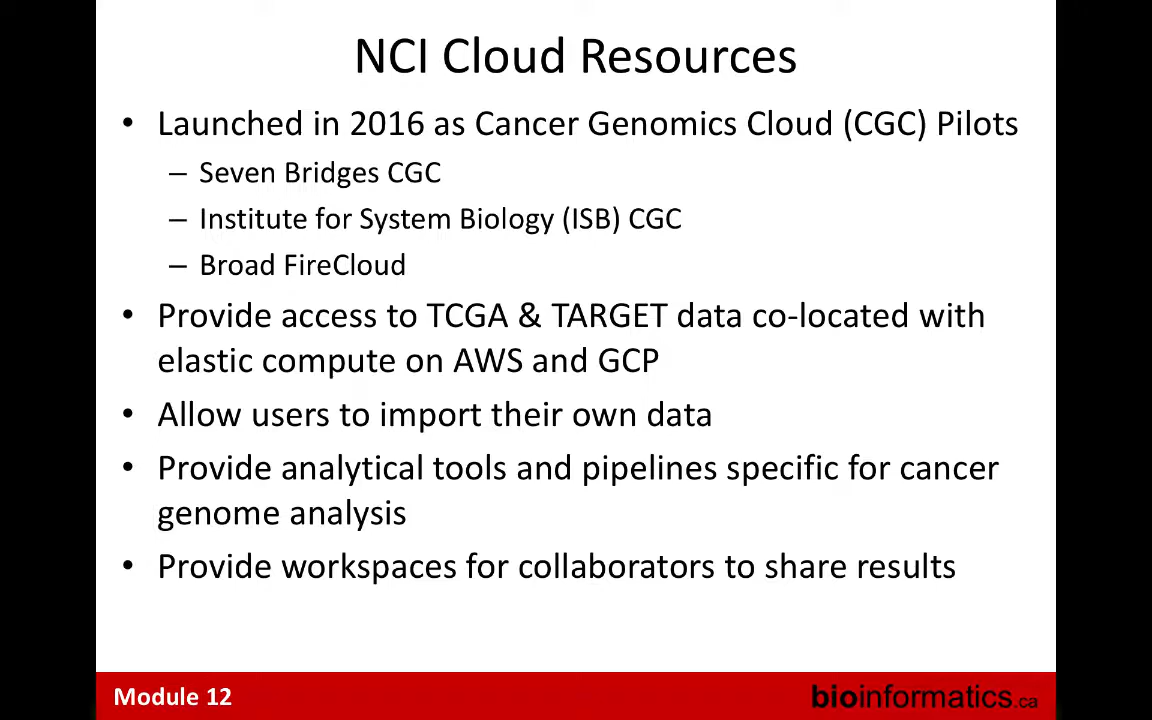 NCI Cloud Resources
• Launched in 2016 as Cancer Genomics Cloud (CGC) Pilots
– Seven Bridges CGC
– Institute for System Biology (ISB) CGC
– Broad FireCloud
• Provide access to TCGA & TARGET data co-located with
elastic compute on AWS and GCP
• Allow users to import their own data
• Provide analytical tools and pipelines specific for cancer
genome analysis
• Provide workspaces for collaborators to share results
Module 12
bioinformatics.ca